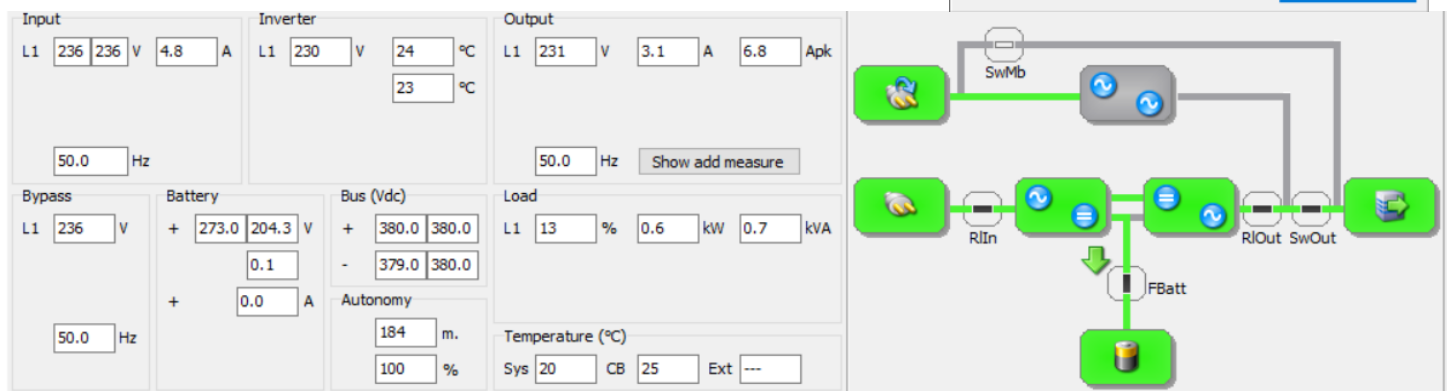 Input
L1 236 236 V 4.8 A
50.0 Hz
Inverter
L1 230 V 24 ºC
23 ºC
Output
L1 231 V 3.1 A 6.8 Apk
50.0 Hz Show add measure
Bypass
L1 236 V
50.0 Hz
Battery
+ 273.0 204.3 V
0.1
+ 0.0 A
Bus (Vdc)
+ 380.0 380.0
- 379.0 380.0
Autonomy
184 m.
100 %
Load
L1 13 % 0.6 kW 0.7 kVA
Temperature (ºC)
Sys 20 CB 25 Ext ---
SwMb
RlIn
RlOut SwOut
FBatt